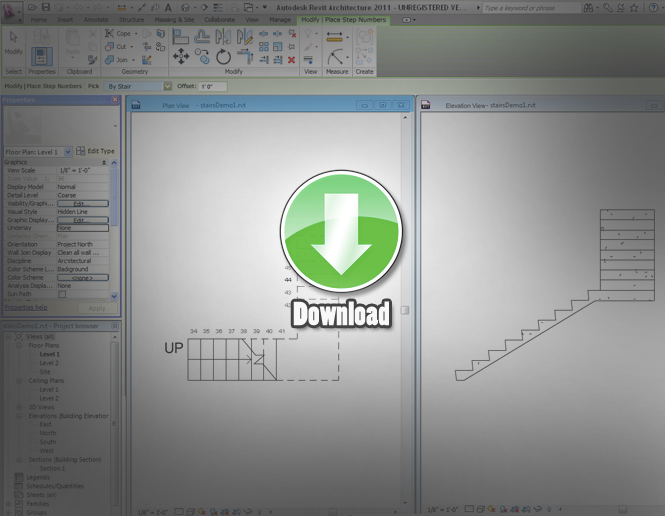 Autodesk Revit Architecture 2011 - UNREGISTERED VE...
Type a keyword or phrase
Home Insert Annotate Structure Massing & Site Collaborate View Manage Modify | Place Step Numbers
Modify Properties Cope Cut Join
Select Properties Clipboard Geometry Modify View Measure Create
Modify | Place Step Numbers Pick By Stair Offset: 1' 0"
Properties
Plan View - stairsDemo1.rvt
Elevation View - stairsDemo1.rvt
Floor Plan: Level 1 Edit Type
Graphics
View Scale 1/8" = 1'-0"
Scale Value 1:
Display Model Normal
Detail Level Coarse
Visibility/Graphi... Edit...
Visual Style Hidden Line
Graphic Display... Edit...
Underlay None
Orientation Project North
Wall Join Display Clean all wall ...
Discipline Architectural
Color Scheme L... Background
Color Scheme <none>
Analysis Displa... None
Sun Path
Properties help Apply
stairsDemo1.rvt - Project browser
Views (all)
Floor Plans
Level 1
Level 2
Site
Ceiling Plans
Level 1
Level 2
3D Views
Elevations (Building Elevation
East
North
South
West
Sections (Building Section)
Section 1
Legends
Schedules/Quantities
Sheets (all)
Families
Groups
44
43
Download
34 35 36 37 38 39 40 41
UP
1/8" = 1'-0"
1/8" = 1'-0"